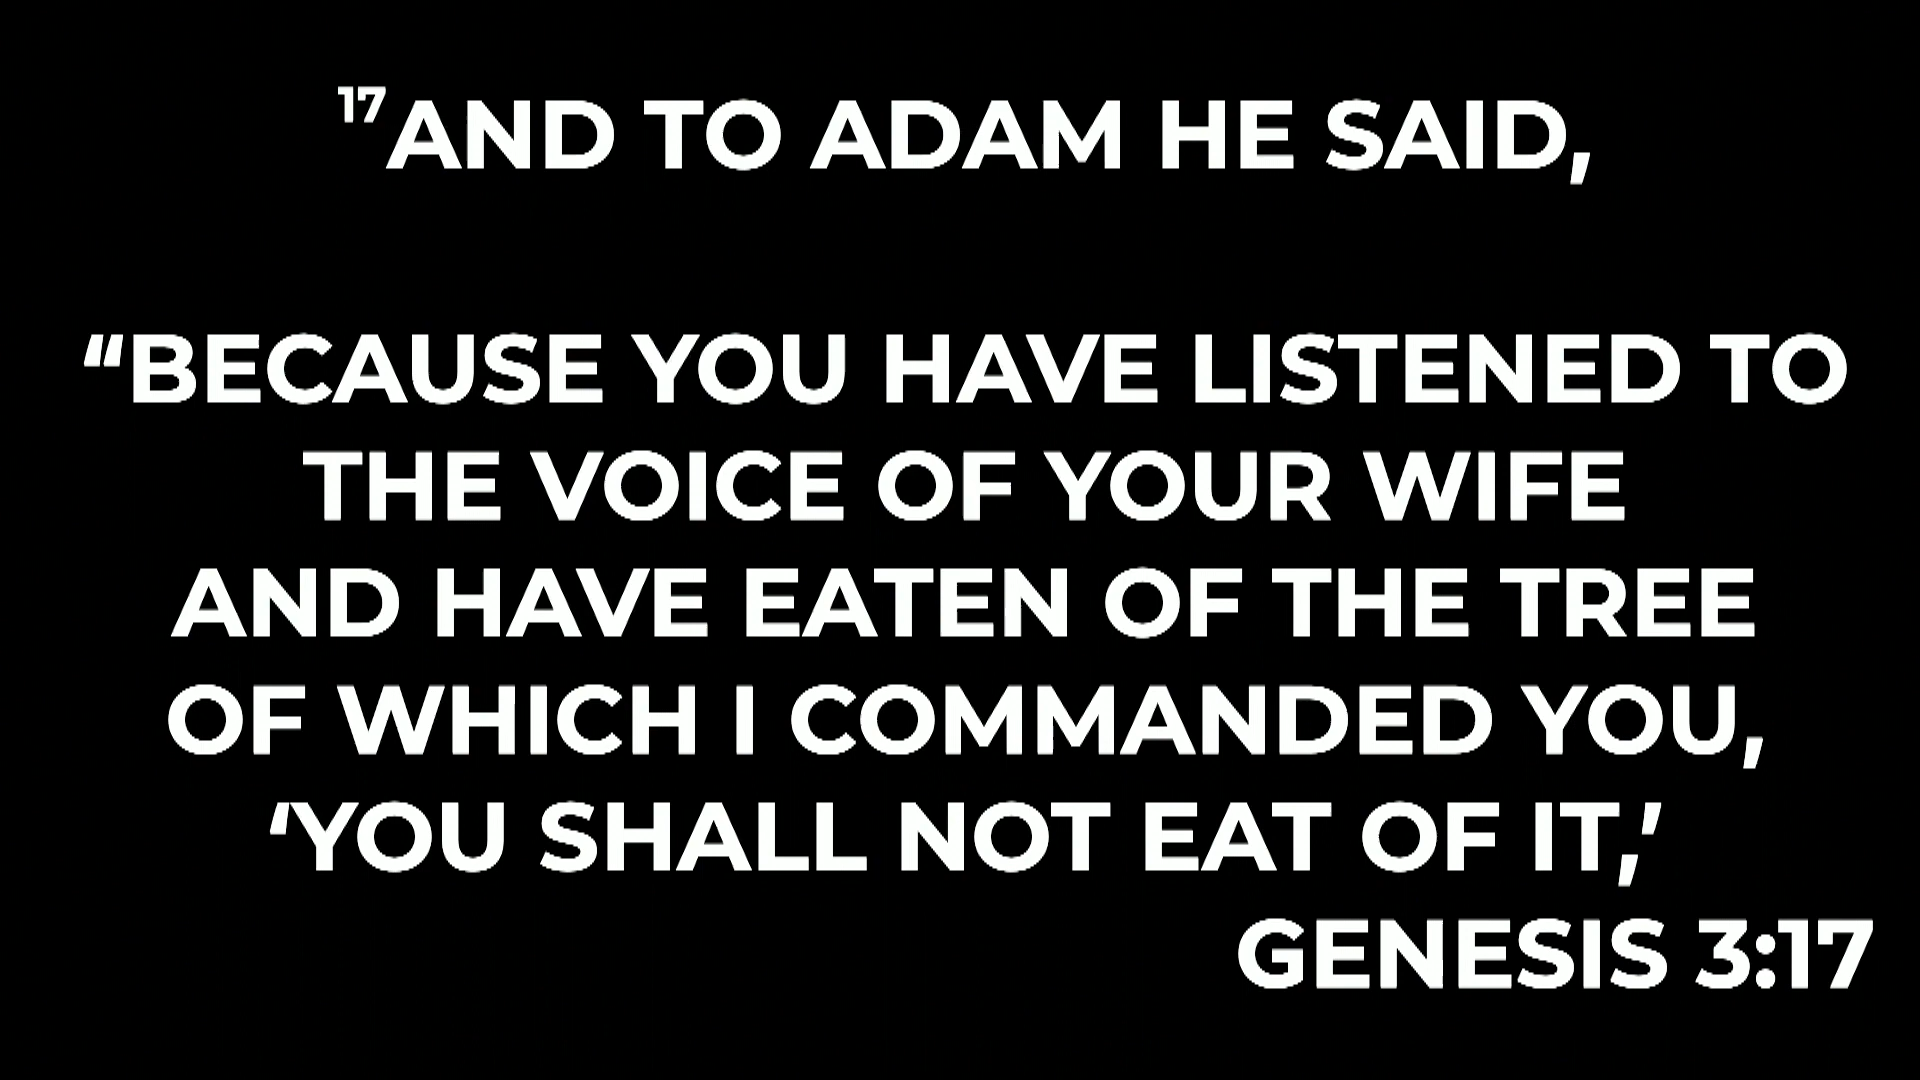 ¹⁷AND TO ADAM HE SAID,
“BECAUSE YOU HAVE LISTENED TO
THE VOICE OF YOUR WIFE
AND HAVE EATEN OF THE TREE
OF WHICH I COMMANDED YOU,
‘YOU SHALL NOT EAT OF IT,’
GENESIS 3:17